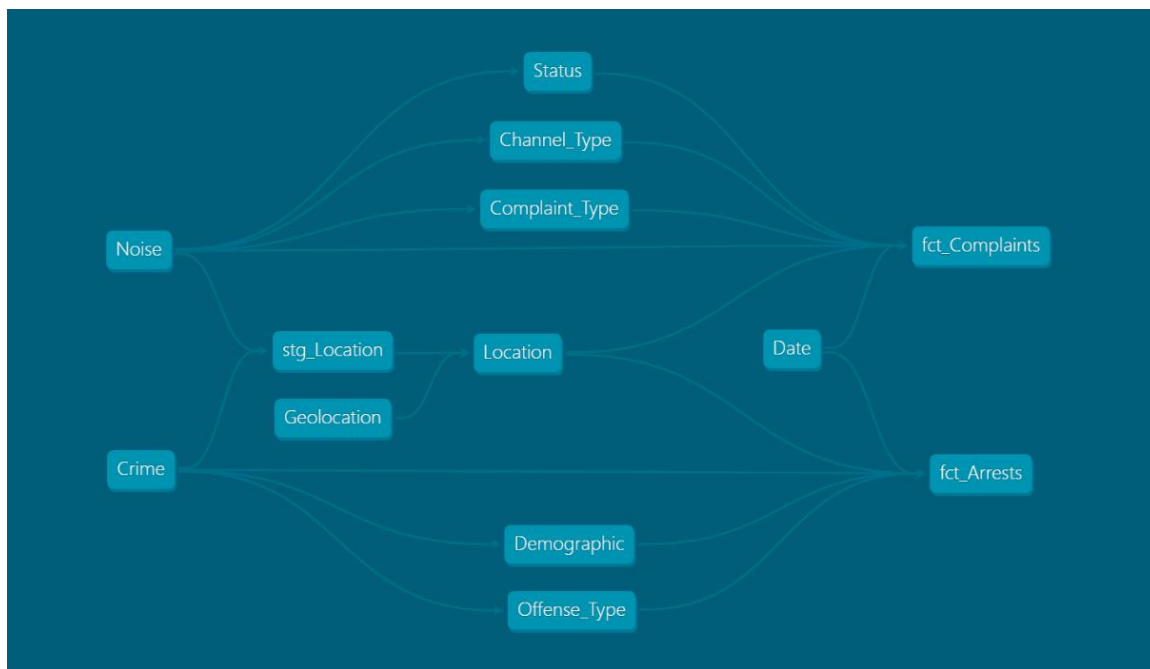 Status
Channel_Type
Complaint_Type
Noise
fct_Complaints
stg_Location
Location
Date
Geolocation
Crime
fct_Arrests
Demographic
Offense_Type